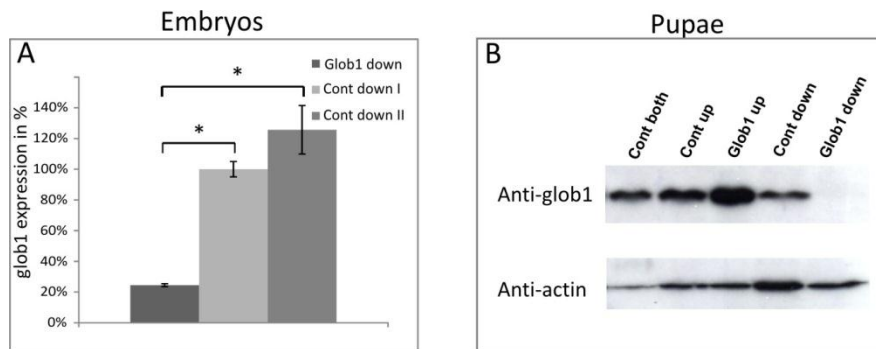 Embryos
A
glob1 expression in %
140%
120%
100%
80%
60%
40%
20%
0%
*
*
Glob1 down
Cont down I
Cont down II
Pupae
B
Cont both
Cont up
Glob1 up
Cont down
Glob1 down
Anti-glob1
Anti-actin